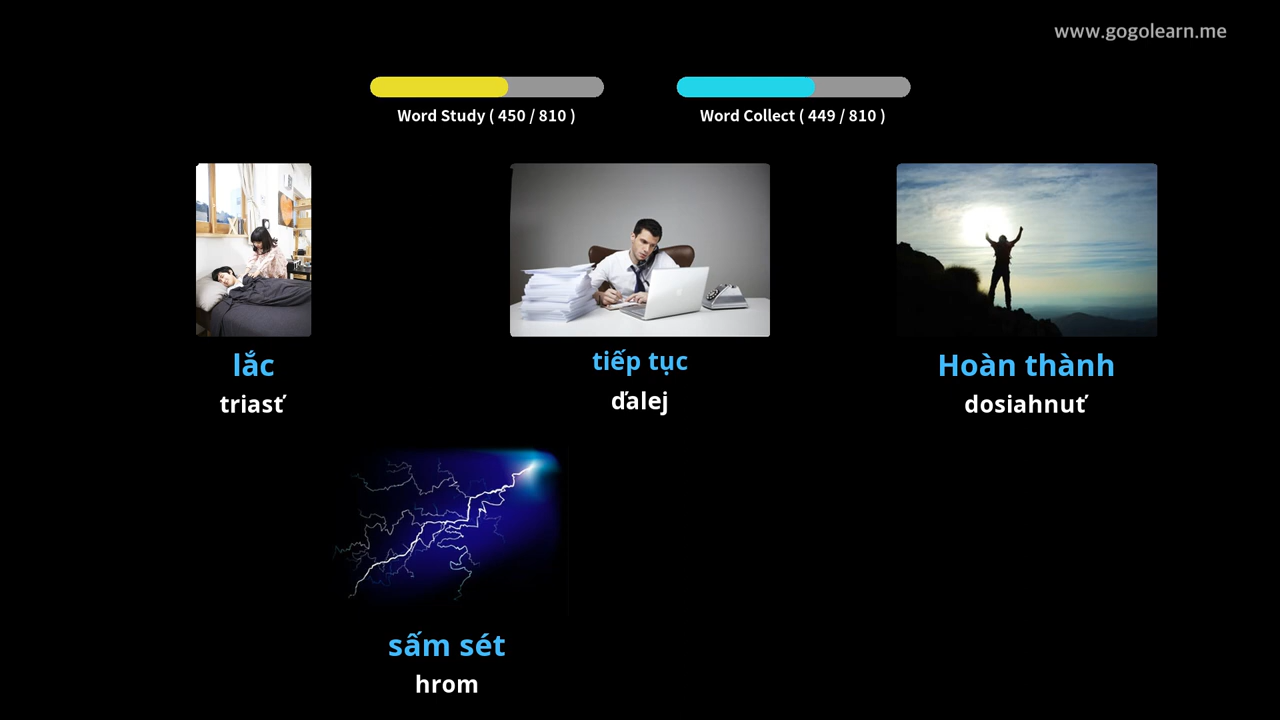 www.gogolearn.me
Word Study ( 450 / 810 )
Word Collect ( 449 / 810 )
lắc
triasť
tiếp tục
ďalej
Hoàn thành
dosiahnuť
sấm sét
hrom